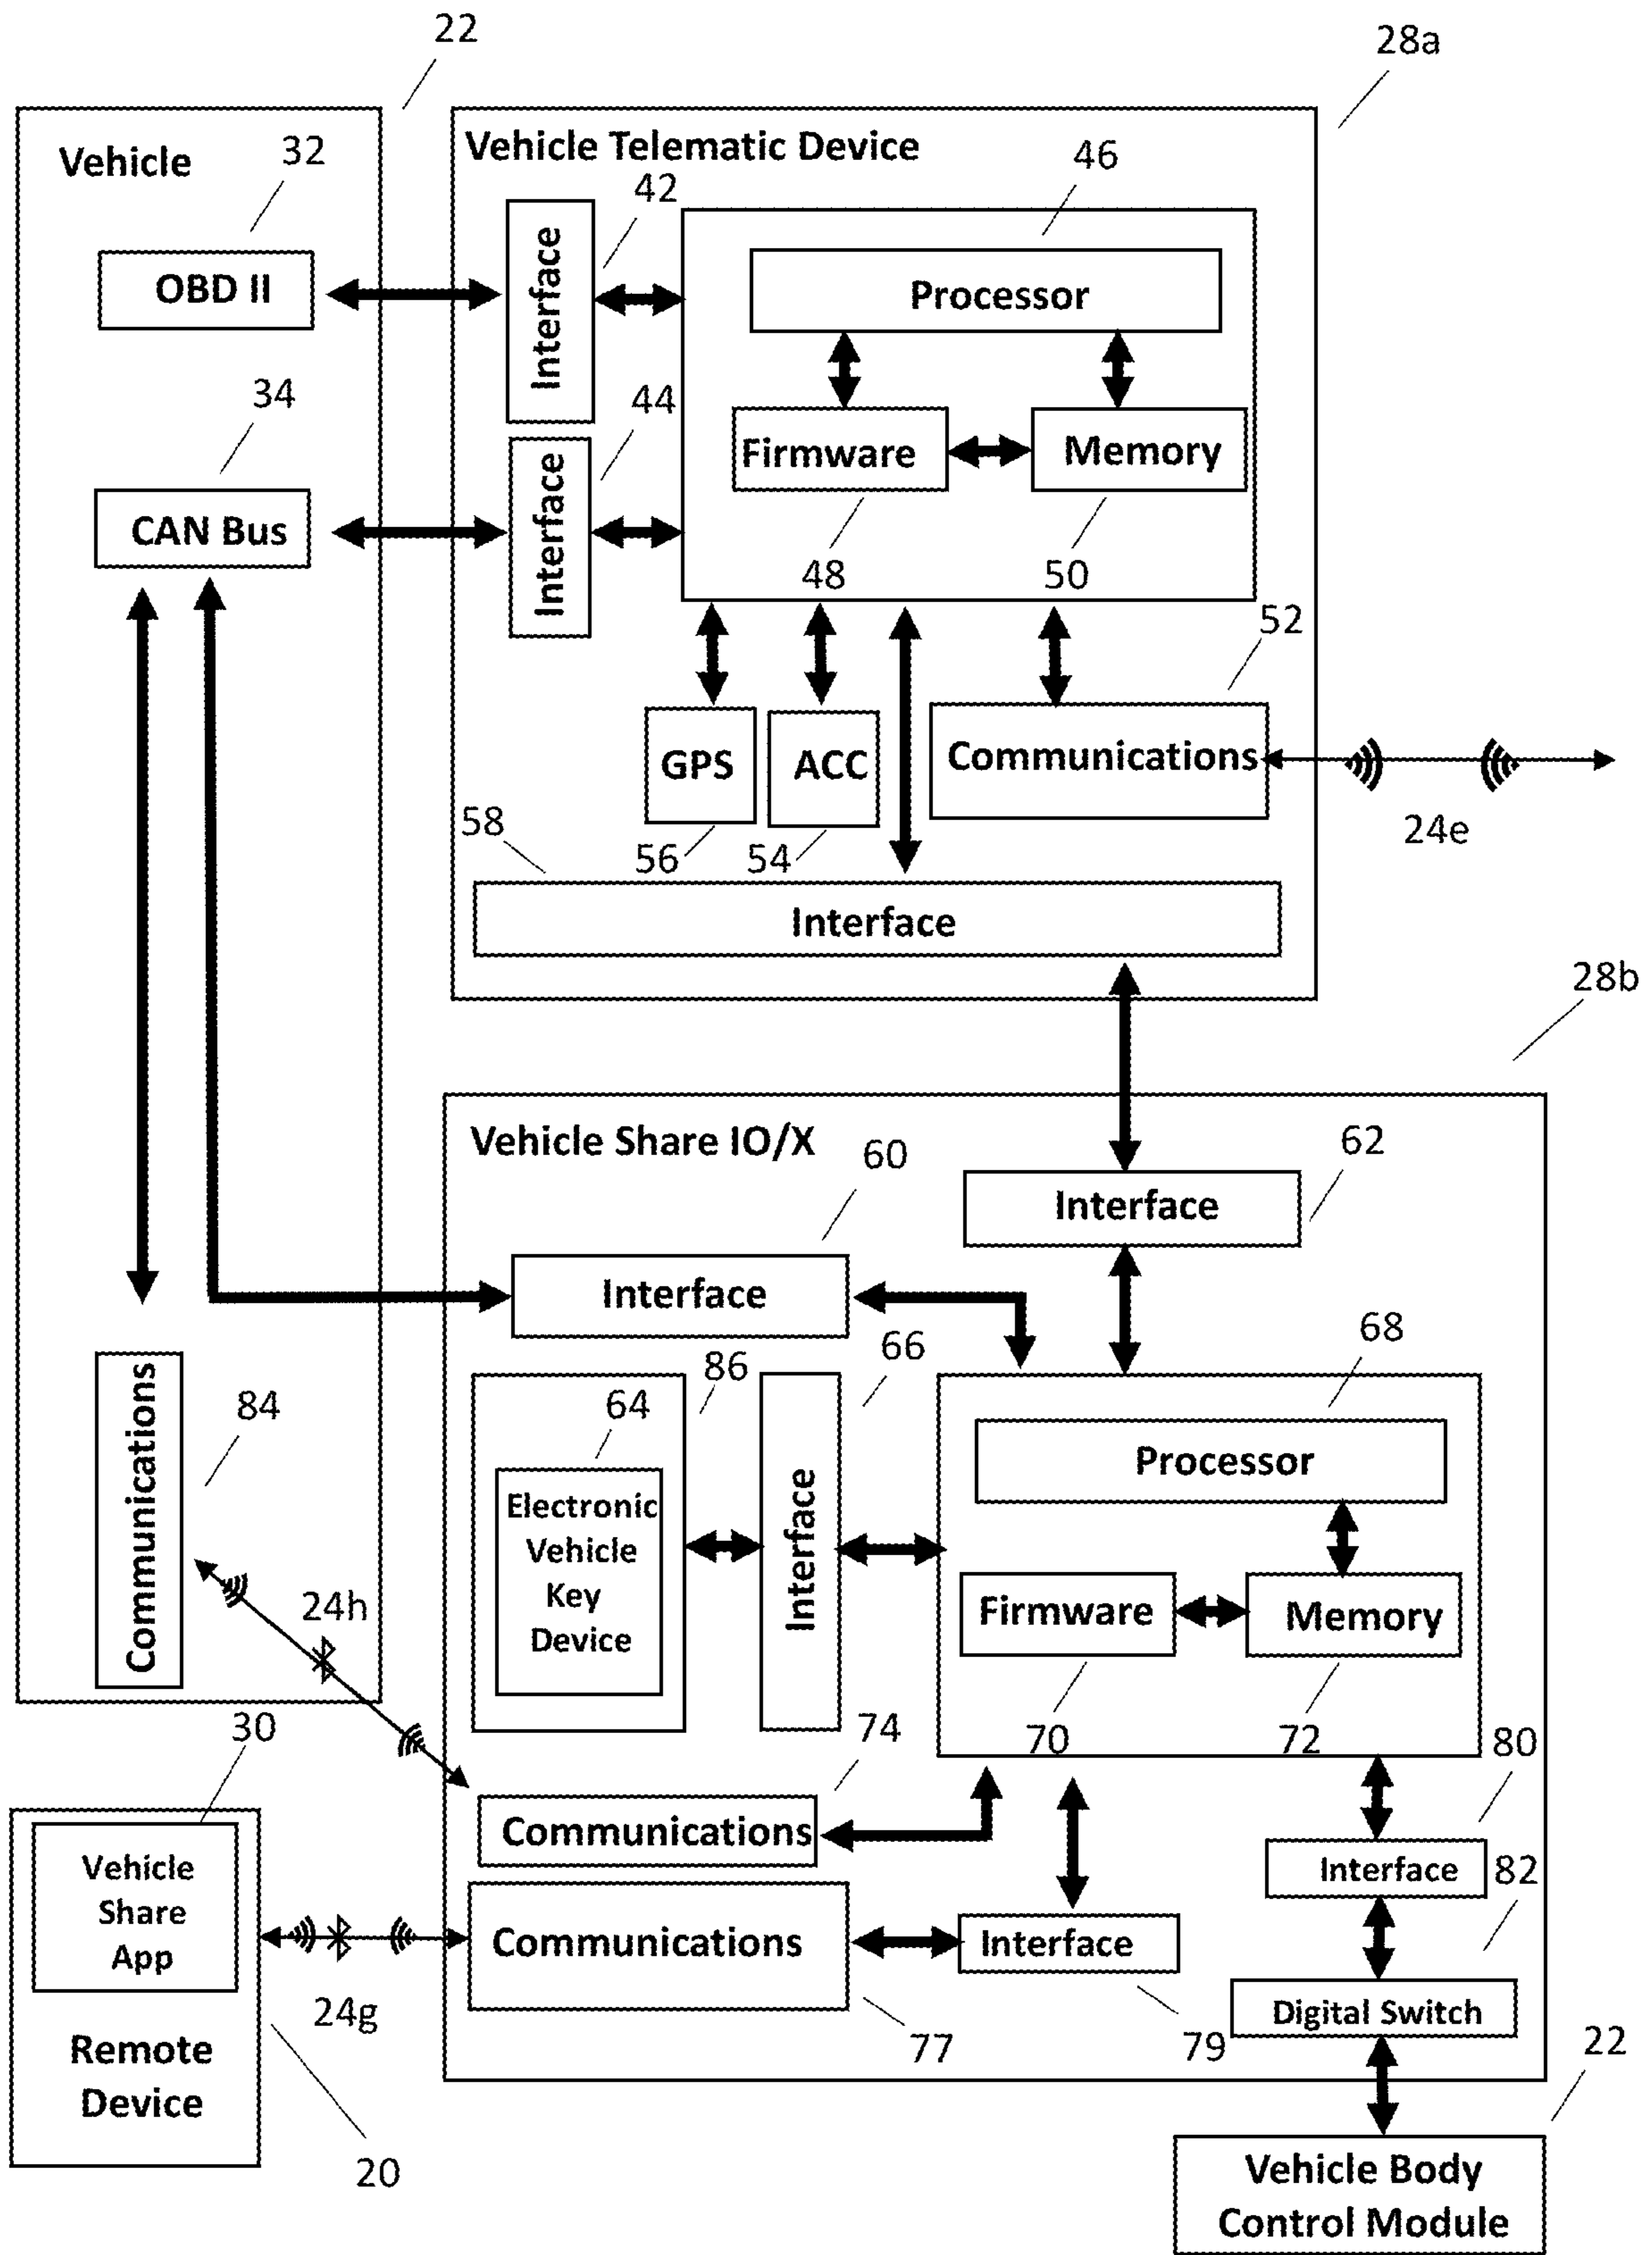 22
28a
Vehicle
32
Vehicle Telematic Device
42
46
OBD II
Interface
Processor
34
44
Firmware
Memory
CAN Bus
Interface
48
50
52
GPS
ACC
Communications
24e
58
56
54
Interface
28b
Vehicle Share IO/X
60
62
Interface
Interface
66
68
86
64
84
Communications
Electronic
Vehicle
Key
Device
Interface
Processor
Firmware
Memory
24h
70
72
74
80
30
Communications
Interface
82
Vehicle
Share
App
Communications
Interface
24g
Digital Switch
77
79
22
Remote
Device
20
Vehicle Body
Control Module